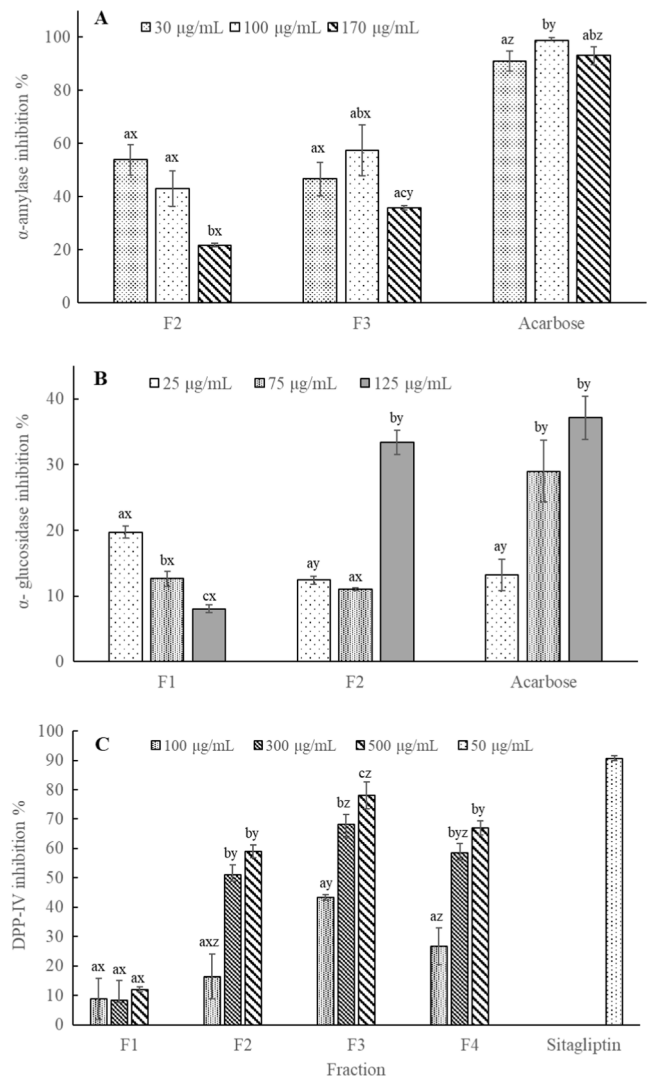 A
30 µg/mL 100 µg/mL 170 µg/mL
α-amylase inhibition %
100
80
60
40
20
0
ax ax bx ax abx acy az by abz
F2 F3 Acarbose
B
25 µg/mL 75 µg/mL 125 µg/mL
α- glucosidase inhibition %
40
30
20
10
0
ax bx cx ay ax by ay by by
F1 F2 Acarbose
C
100 µg/mL 300 µg/mL 500 µg/mL 50 µg/mL
DPP-IV inhibition %
100
90
80
70
60
50
40
30
20
10
0
ax ax ax axz by by ay bz cz az byz by
F1 F2 F3 F4 Sitagliptin
Fraction